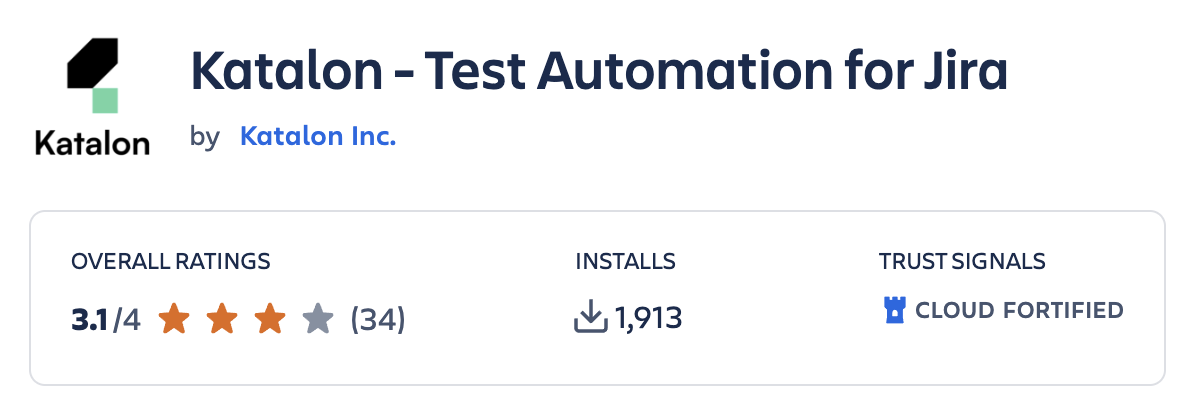 Katalon
Katalon - Test Automation for Jira
by Katalon Inc.
OVERALL RATINGS
3.1/4 (34)
INSTALLS
1,913
TRUST SIGNALS
CLOUD FORTIFIED